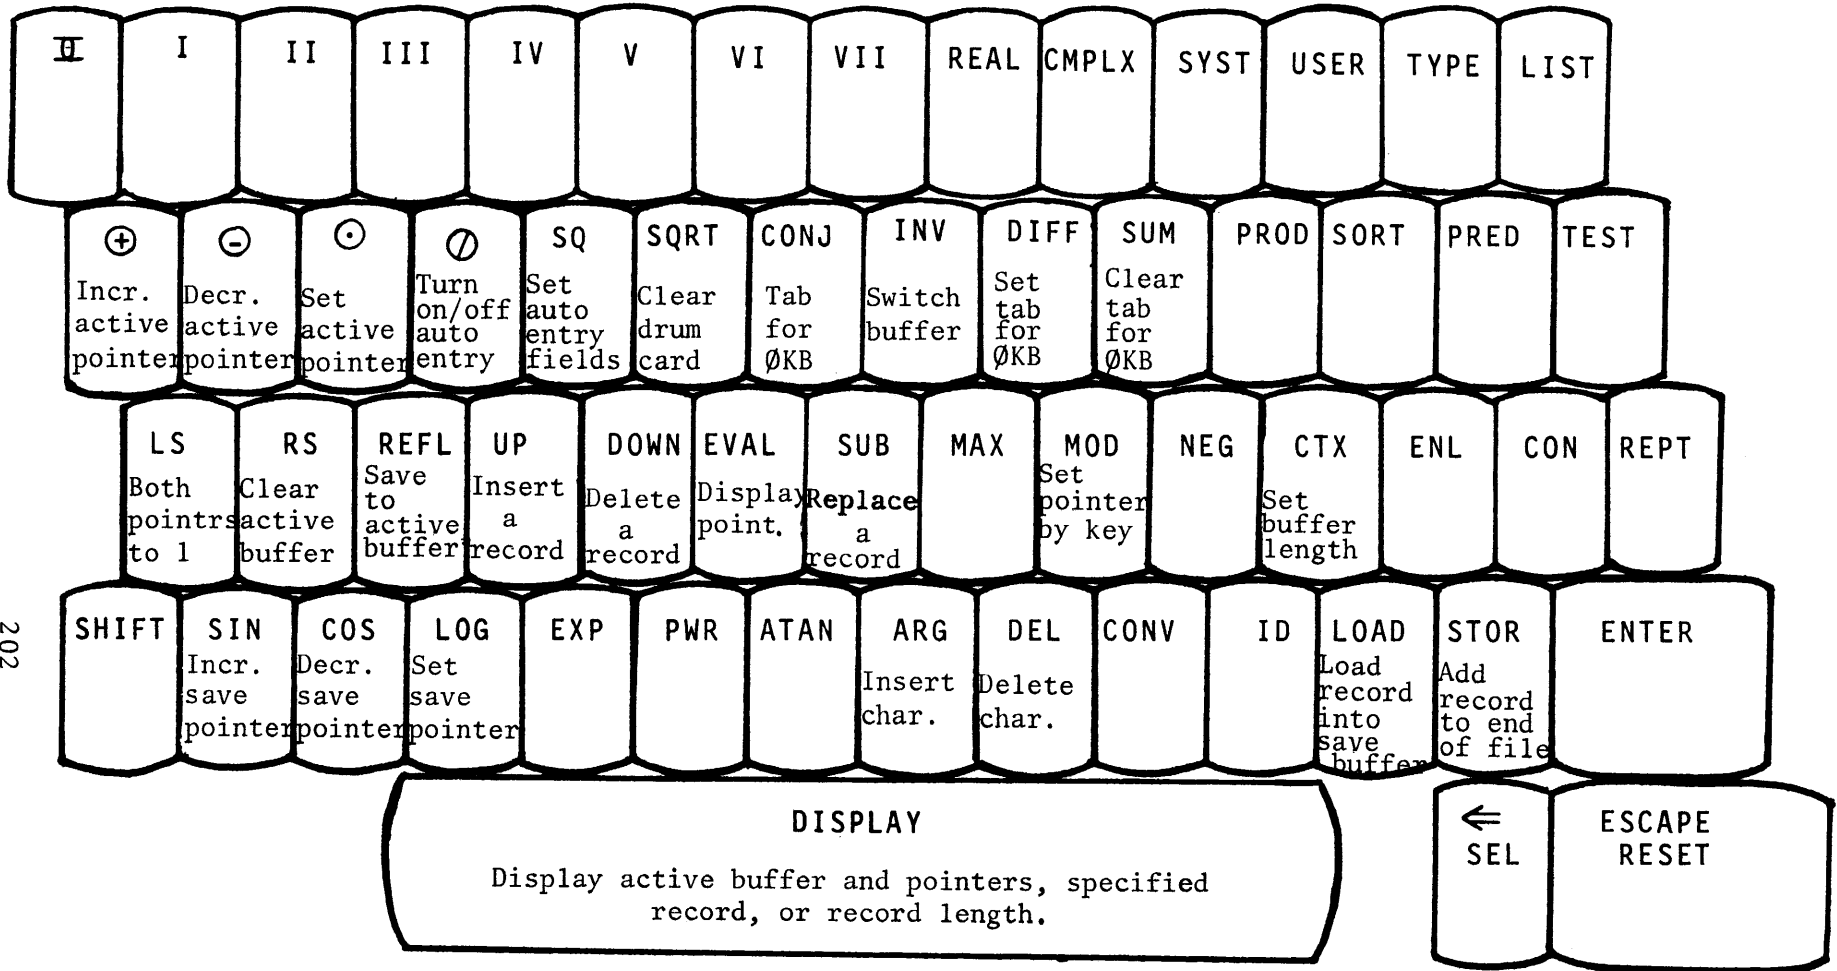 I
II
III
IV
V
VI
VII
REAL
CMPLX
SYST
USER
TYPE
LIST
⊕
Incr.
active
pointer
⊖
Decr.
active
pointer
⊙
Set
active
pointer
⊘
Turn
on/off
auto
entry
SQ
Set
auto
entry
fields
SQRT
Clear
drum
card
CONJ
Tab
for
ØKB
INV
Switch
buffer
DIFF
Set
tab
for
ØKB
SUM
Clear
tab
for
ØKB
PROD
SORT
PRED
TEST
LS
Both
pointrs
to 1
RS
Clear
active
buffer
REFL
Save
to
active
buffer
UP
Insert
a
record
DOWN
Delete
a
record
EVAL
Display
point.
SUB
Replace
a
record
MAX
MOD
Set
pointer
by key
NEG
CTX
Set
buffer
length
ENL
CON
REPT
SHIFT
SIN
Incr.
save
pointer
COS
Decr.
save
pointer
LOG
Set
save
pointer
EXP
PWR
ATAN
ARG
Insert
char.
DEL
Delete
char.
CONV
ID
LOAD
Load
record
into
save
buffer
STOR
Add
record
to end
of file
ENTER
DISPLAY
Display active buffer and pointers, specified
record, or record length.
⇐
SEL
ESCAPE
RESET
202